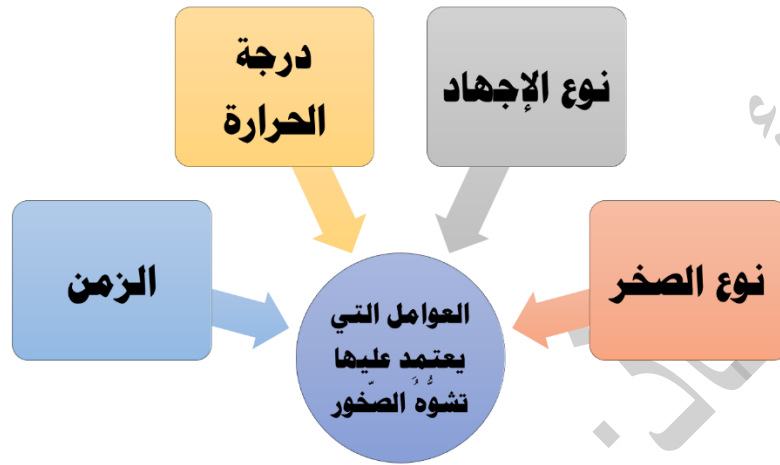 نوع الإجهاد
درجة
الحرارة
نوع الصخر
الزمن
العوامل التي
يعتمد عليها
تشوُّهُ الصّخور